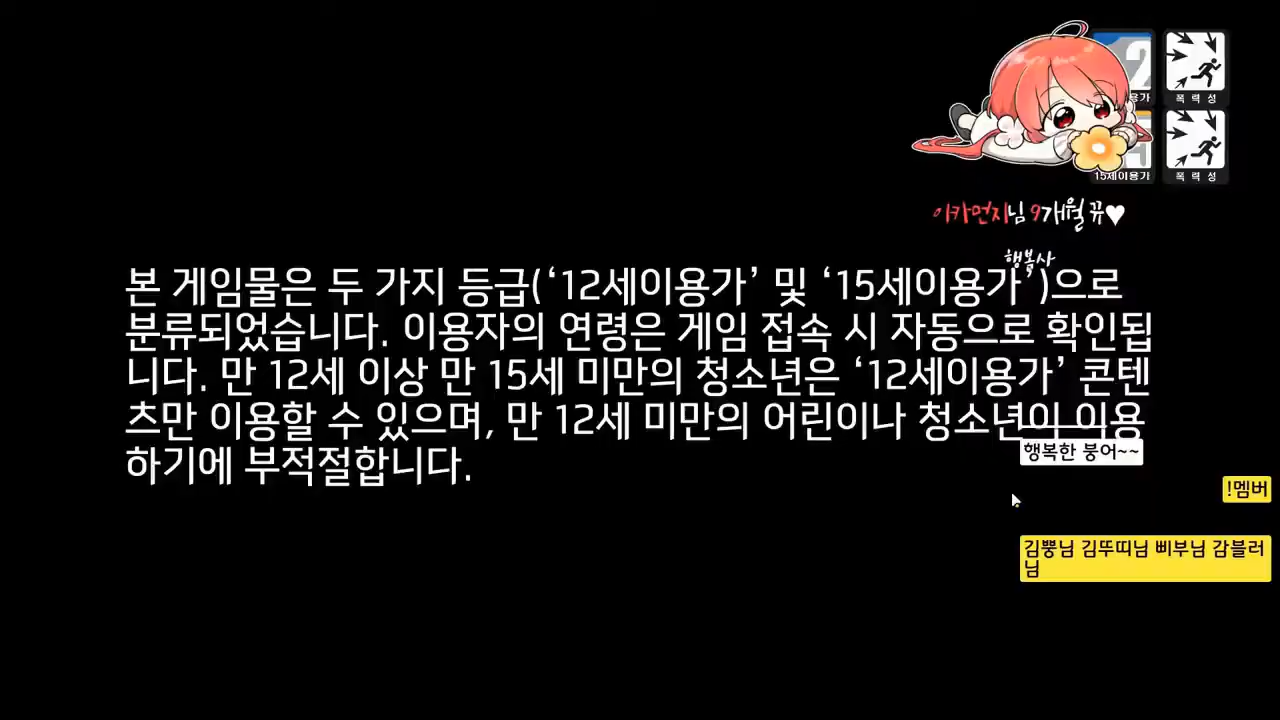 2
용가
폭력성
15세이용가
폭력성
이카먼지님 9개월 뀨♥
행복사
본 게임물은 두 가지 등급(‘12세이용가’ 및 ‘15세이용가’)으로
분류되었습니다. 이용자의 연령은 게임 접속 시 자동으로 확인됩
니다. 만 12세 이상 만 15세 미만의 청소년은 ‘12세이용가’ 콘텐
츠만 이용할 수 있으며, 만 12세 미만의 어린이나 청소년이 이용
하기에 부적절합니다.
행복한 붕어~~
!멤버
김뿡님 김뚜띠님 삐부님 감블러
님